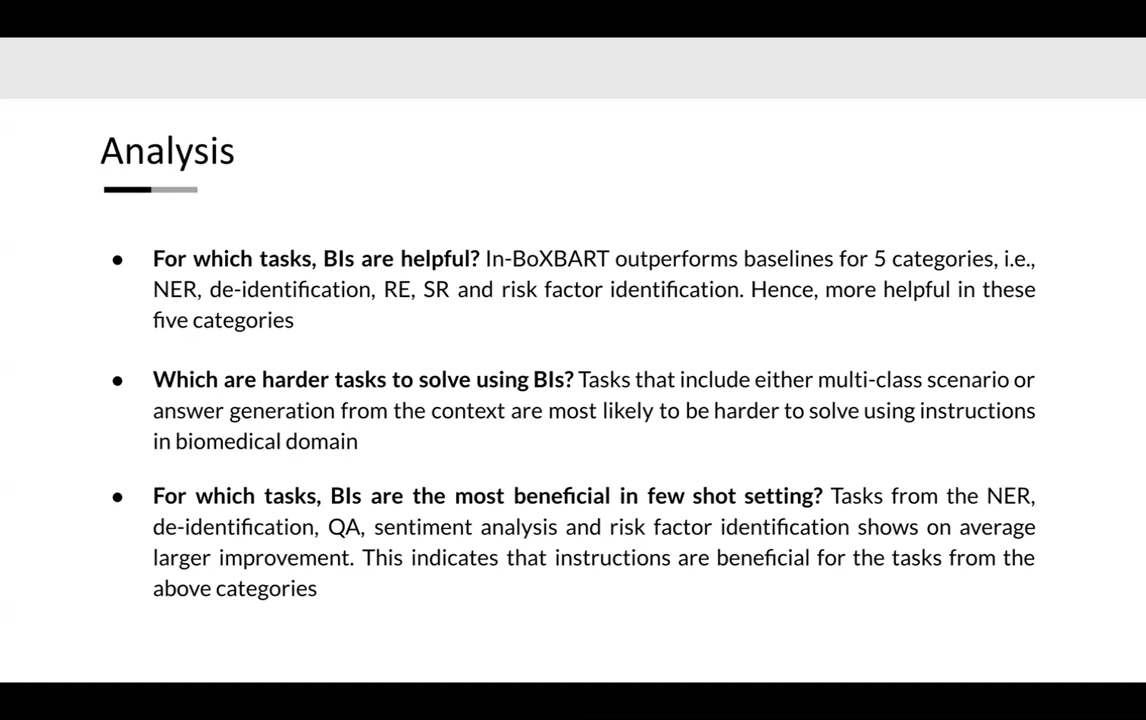 Analysis
● For which tasks, BIs are helpful? In-BoXBART outperforms baselines for 5 categories, i.e.,
NER, de-identification, RE, SR and risk factor identification. Hence, more helpful in these
five categories
● Which are harder tasks to solve using BIs? Tasks that include either multi-class scenario or
answer generation from the context are most likely to be harder to solve using instructions
in biomedical domain
● For which tasks, BIs are the most beneficial in few shot setting? Tasks from the NER,
de-identification, QA, sentiment analysis and risk factor identification shows on average
larger improvement. This indicates that instructions are beneficial for the tasks from the
above categories